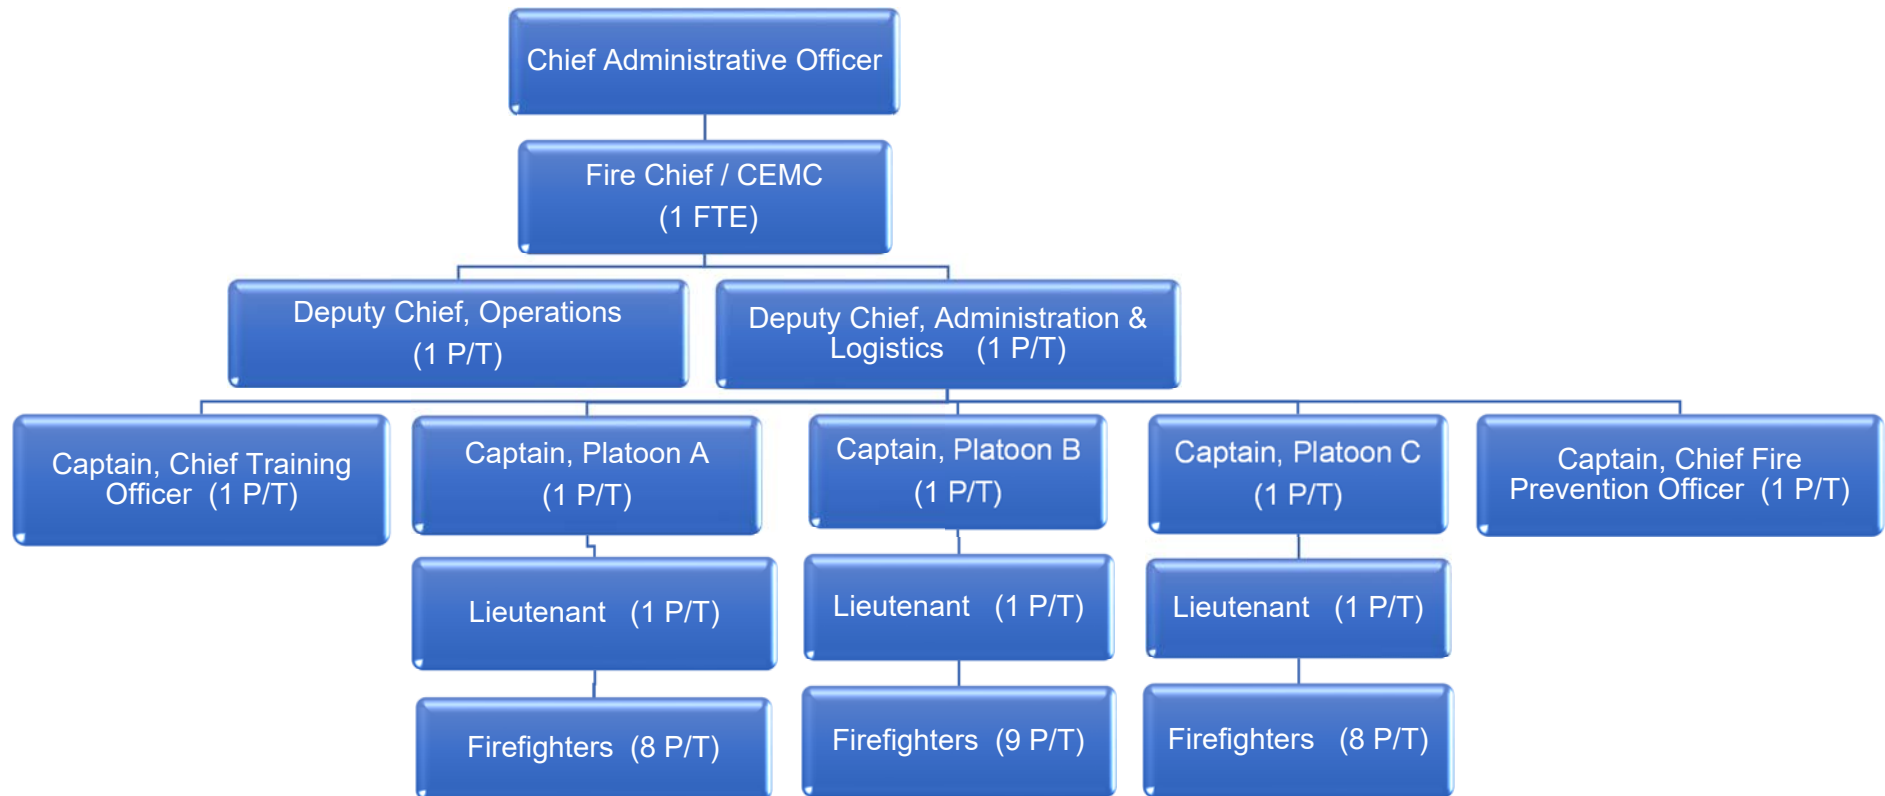 Chief Administrative Officer
Fire Chief / CEMC
(1 FTE)
Deputy Chief, Operations
(1 P/T)
Deputy Chief, Administration &
Logistics (1 P/T)
Captain, Chief Training
Officer (1 P/T)
Captain, Platoon A
(1 P/T)
Captain, Platoon B
(1 P/T)
Captain, Platoon C
(1 P/T)
Captain, Chief Fire
Prevention Officer (1 P/T)
Lieutenant (1 P/T)
Lieutenant (1 P/T)
Lieutenant (1 P/T)
Firefighters (8 P/T)
Firefighters (9 P/T)
Firefighters (8 P/T)